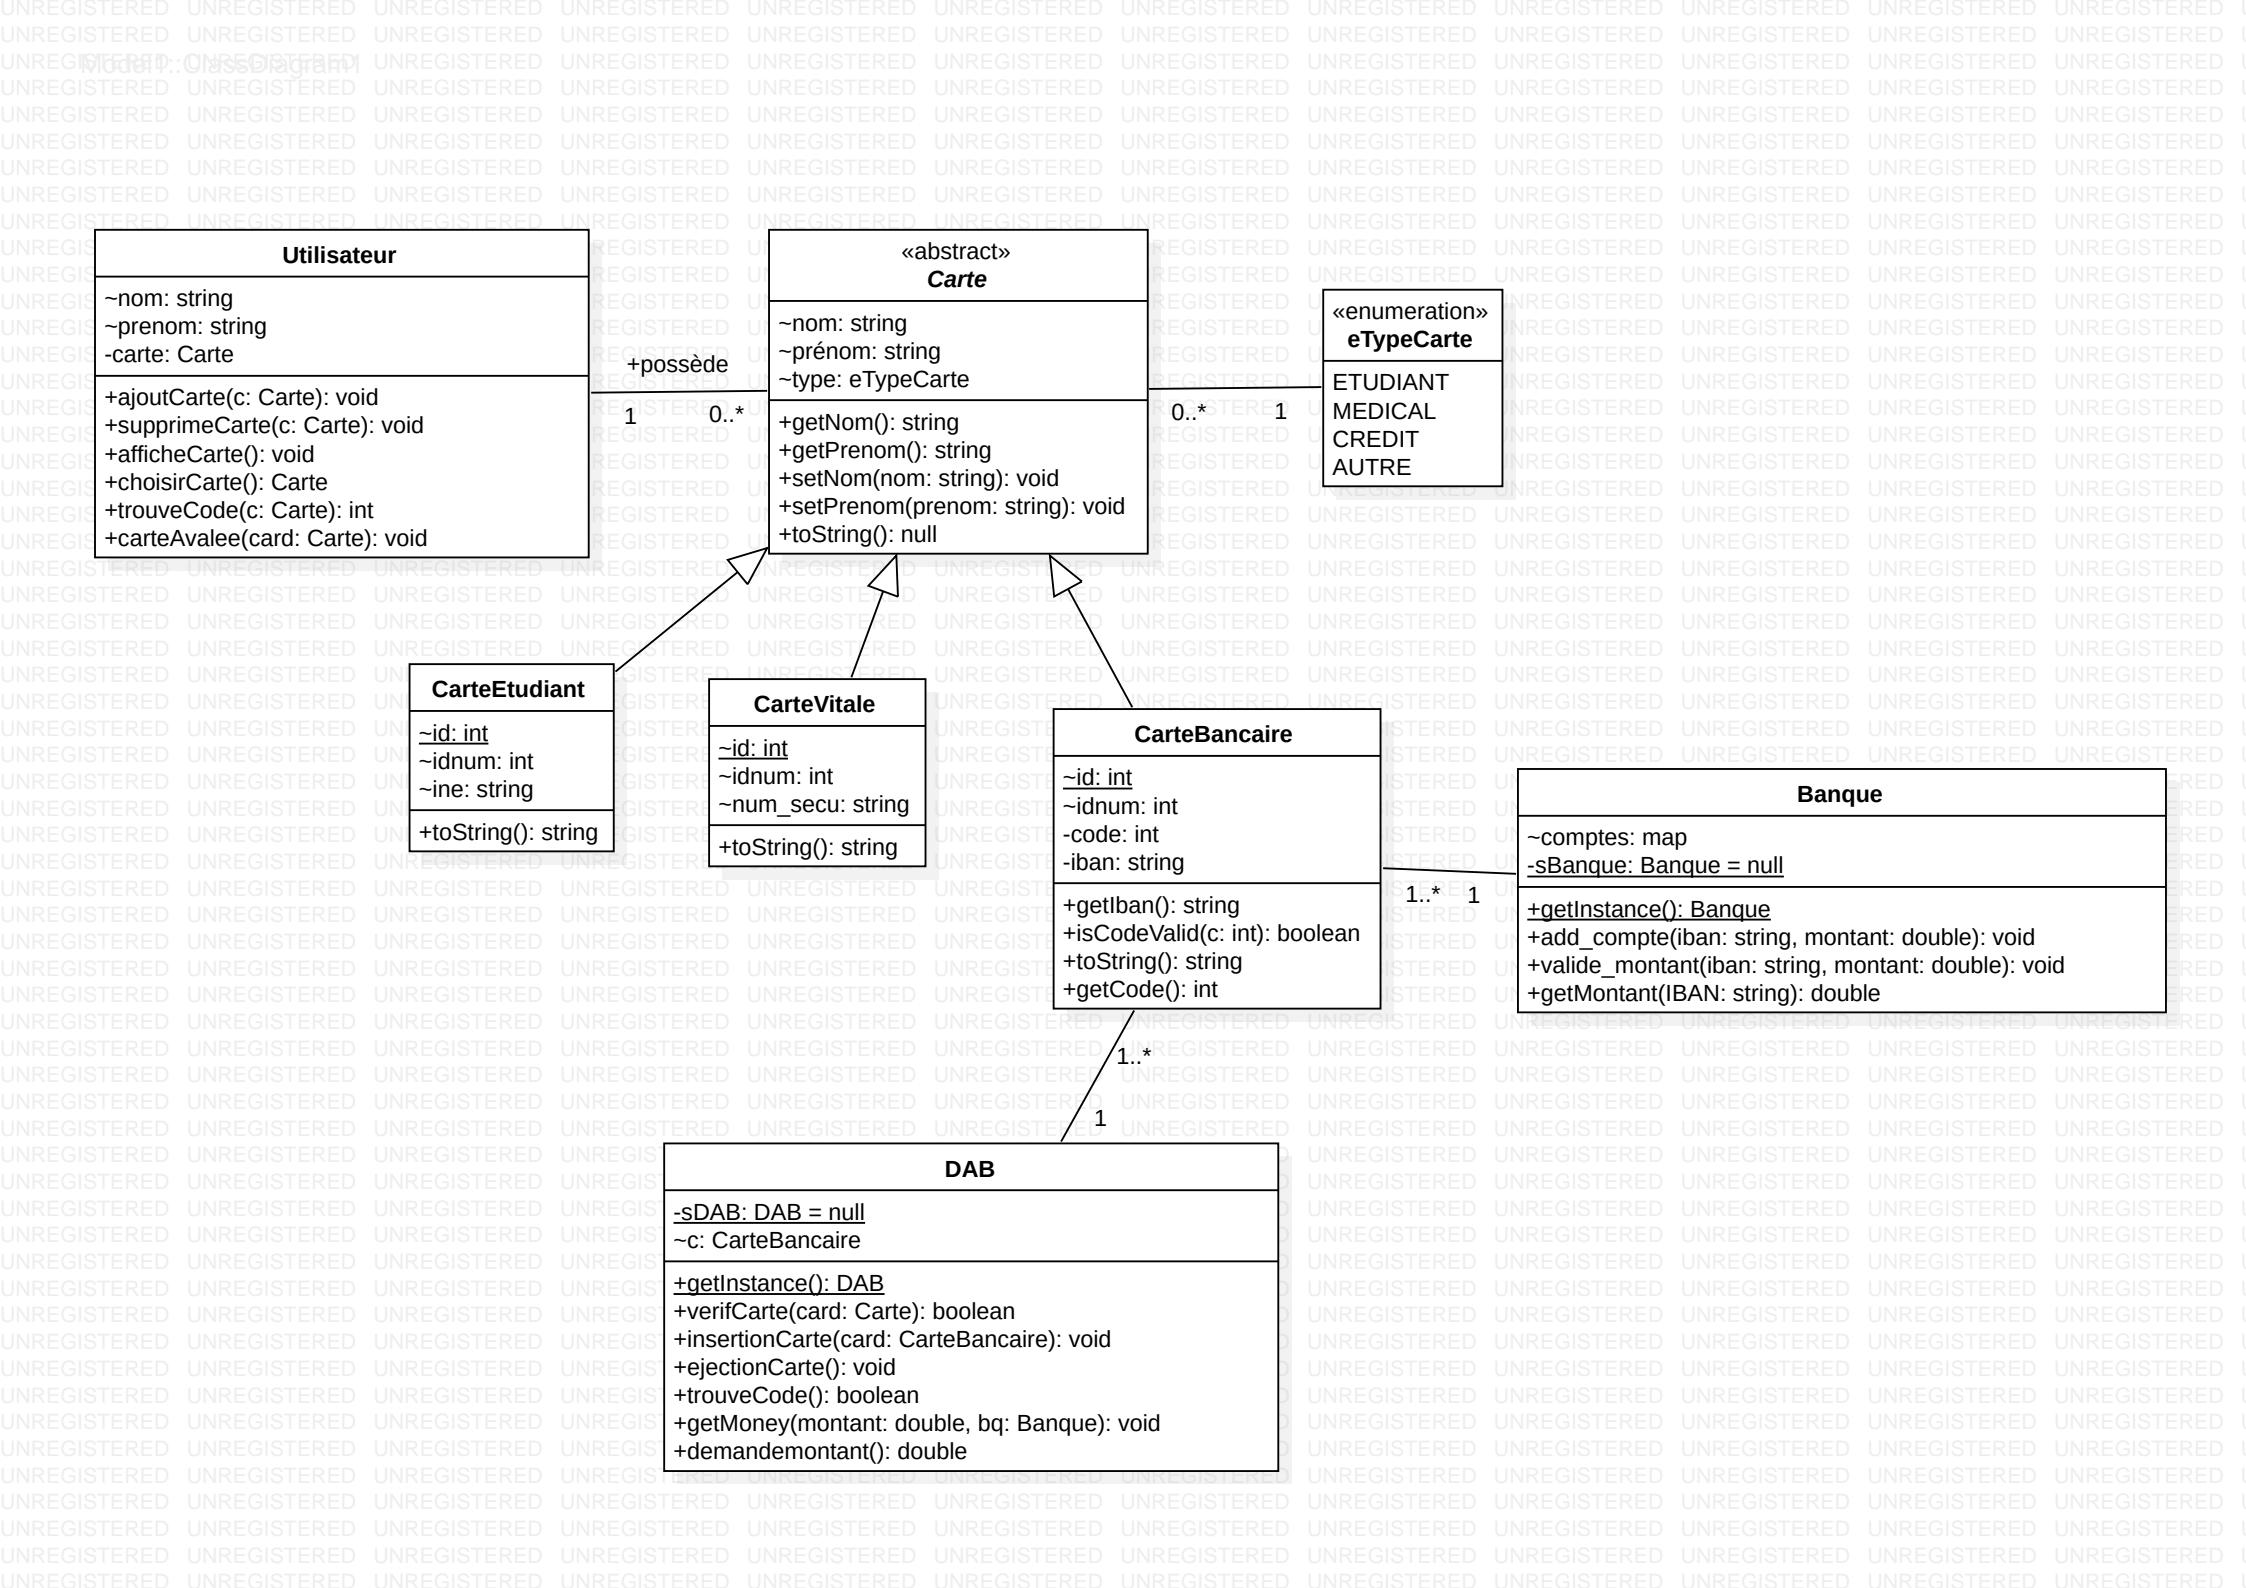 Model1::ClassDiagram1
UNREGISTERED
Utilisateur
~nom: string
~prenom: string
-carte: Carte
+ajoutCarte(c: Carte): void
+supprimeCarte(c: Carte): void
+afficheCarte(): void
+choisirCarte(): Carte
+trouveCode(c: Carte): int
+carteAvalee(card: Carte): void
+possède
1
0..*
«abstract»
Carte
~nom: string
~prénom: string
~type: eTypeCarte
+getNom(): string
+getPrenom(): string
+setNom(nom: string): void
+setPrenom(prenom: string): void
+toString(): null
0..*
1
«enumeration»
eTypeCarte
ETUDIANT
MEDICAL
CREDIT
AUTRE
CarteEtudiant
~id: int
~idnum: int
~ine: string
+toString(): string
CarteVitale
~id: int
~idnum: int
~num_secu: string
+toString(): string
CarteBancaire
~id: int
~idnum: int
-code: int
-iban: string
+getIban(): string
+isCodeValid(c: int): boolean
+toString(): string
+getCode(): int
1..*
1
Banque
~comptes: map
-sBanque: Banque = null
+getInstance(): Banque
+add_compte(iban: string, montant: double): void
+valide_montant(iban: string, montant: double): void
+getMontant(IBAN: string): double
1..*
1
DAB
-sDAB: DAB = null
~c: CarteBancaire
+getInstance(): DAB
+verifCarte(card: Carte): boolean
+insertionCarte(card: CarteBancaire): void
+ejectionCarte(): void
+trouveCode(): boolean
+getMoney(montant: double, bq: Banque): void
+demandemontant(): double